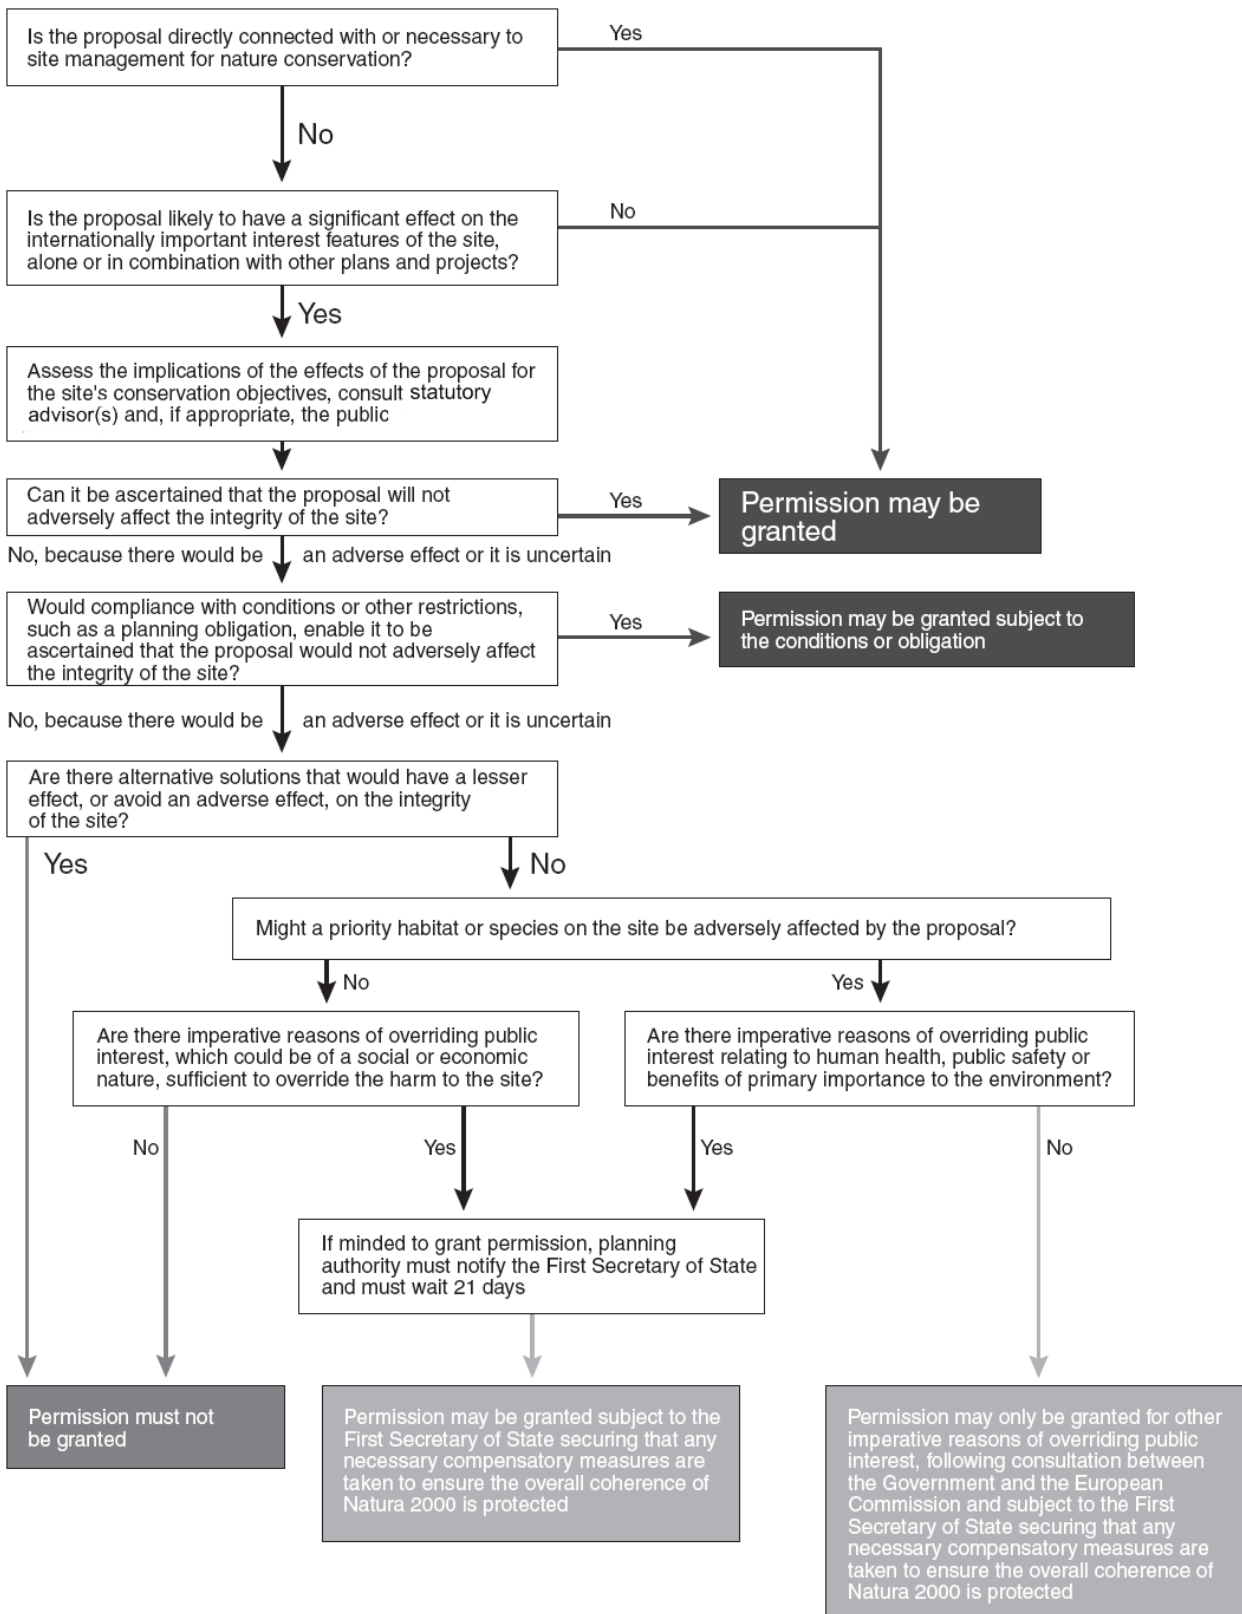 Is the proposal directly connected with or necessary to
site management for nature conservation?
Yes
No
Is the proposal likely to have a significant effect on the
internationally important interest features of the site,
alone or in combination with other plans and projects?
No
Yes
Assess the implications of the effects of the proposal for
the site's conservation objectives, consult statutory
advisor(s) and, if appropriate, the public
Can it be ascertained that the proposal will not
adversely affect the integrity of the site?
Yes
Permission may be
granted
No, because there would be an adverse effect or it is uncertain
Would compliance with conditions or other restrictions,
such as a planning obligation, enable it to be
ascertained that the proposal would not adversely affect
the integrity of the site?
Yes
Permission may be granted subject to
the conditions or obligation
No, because there would be an adverse effect or it is uncertain
Are there alternative solutions that would have a lesser
effect, or avoid an adverse effect, on the integrity
of the site?
Yes
No
Might a priority habitat or species on the site be adversely affected by the proposal?
No
Yes
Are there imperative reasons of overriding public
interest, which could be of a social or economic
nature, sufficient to override the harm to the site?
Are there imperative reasons of overriding public
interest relating to human health, public safety or
benefits of primary importance to the environment?
No
Yes
Yes
No
If minded to grant permission, planning
authority must notify the First Secretary of State
and must wait 21 days
Permission must not
be granted
Permission may be granted subject to the
First Secretary of State securing that any
necessary compensatory measures are
taken to ensure the overall coherence of
Natura 2000 is protected
Permission may only be granted for other
imperative reasons of overriding public
interest, following consultation between
the Government and the European
Commission and subject to the First
Secretary of State securing that any
necessary compensatory measures are
taken to ensure the overall coherence of
Natura 2000 is protected